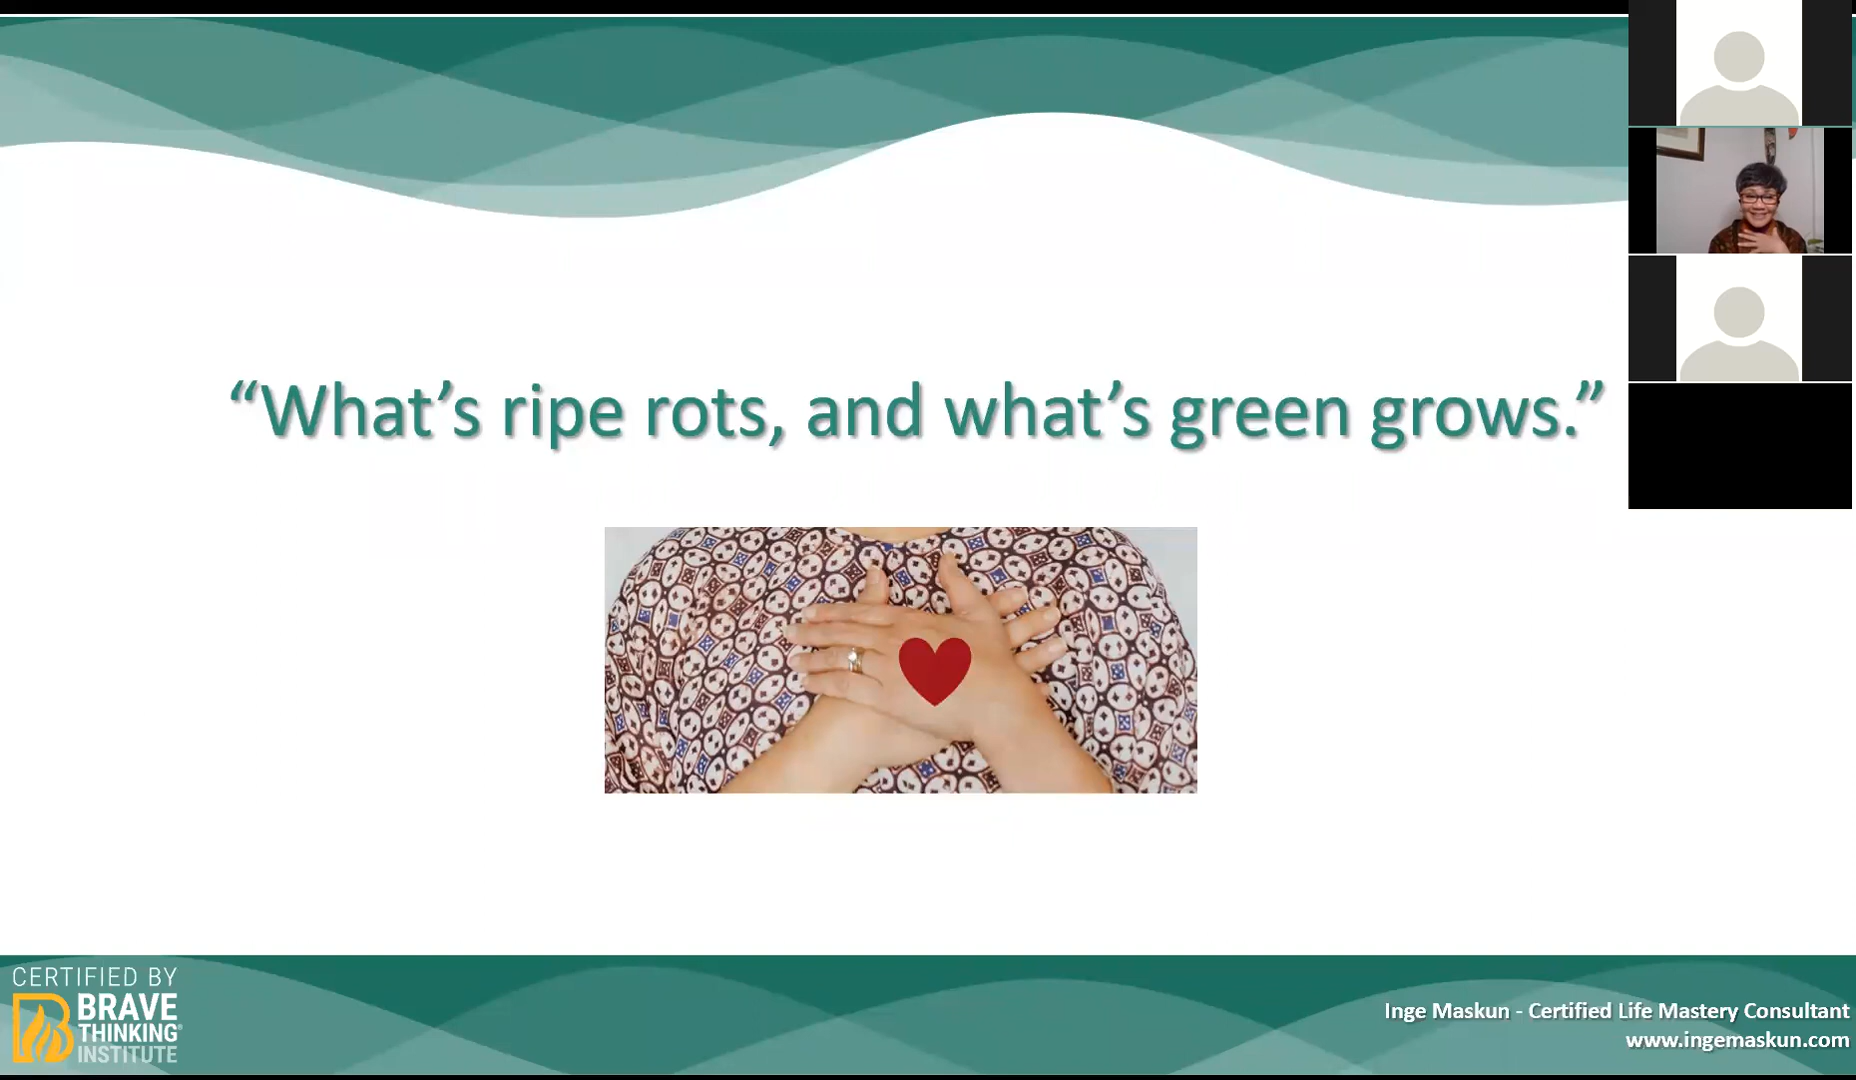 “What’s ripe rots, and what’s green grows.”
CERTIFIED BY
BRAVE
THINKING®
INSTITUTE
Inge Maskun - Certified Life Mastery Consultant
www.ingemaskun.com